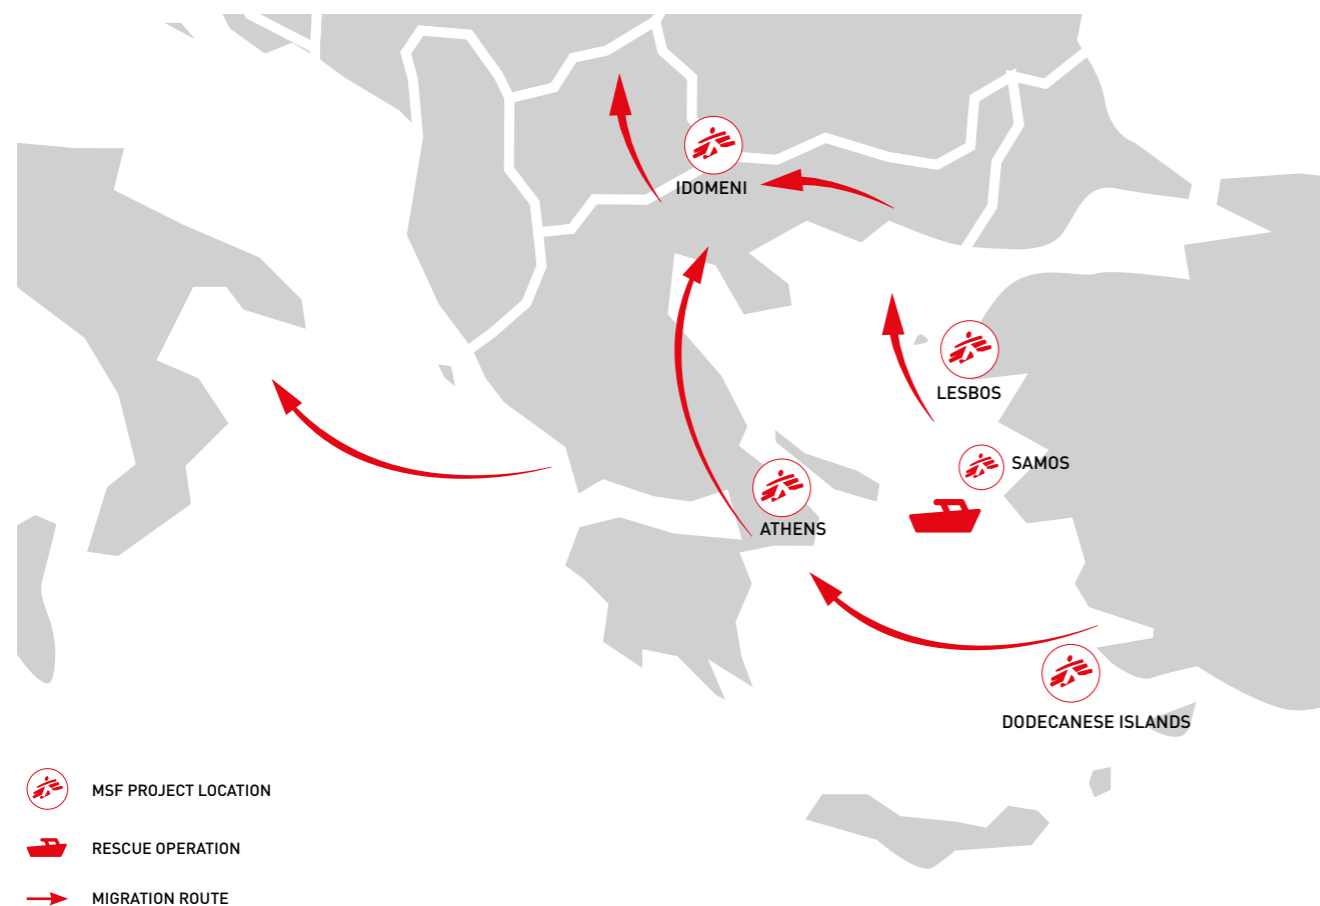 IDOMENI
LESBOS
SAMOS
ATHENS
DODECANESE ISLANDS
MSF PROJECT LOCATION
RESCUE OPERATION
MIGRATION ROUTE